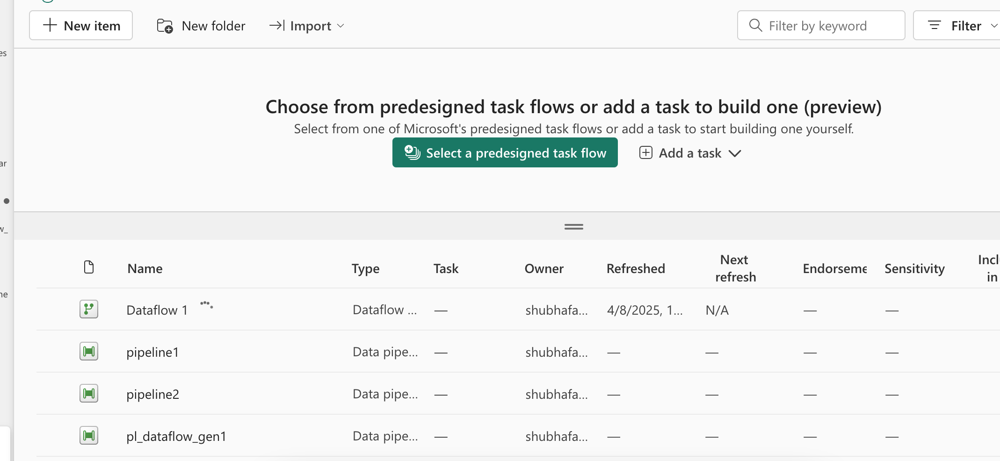 New item New folder Import Filter by keyword Filter
es
Choose from predesigned task flows or add a task to build one (preview)
Select from one of Microsoft's predesigned task flows or add a task to start building one yourself.
Select a predesigned task flow Add a task
ar
w_
Name Type Task Owner Refreshed Next refresh Endorseme Sensitivity Incl in
ne
Dataflow 1 Dataflow ... — shubhafa... 4/8/2025, 1... N/A — —
pipeline1 Data pipe... — shubhafa... — — — —
pipeline2 Data pipe... — shubhafa... — — — —
pl_dataflow_gen1 Data pipe... — shubhafa... — — — —